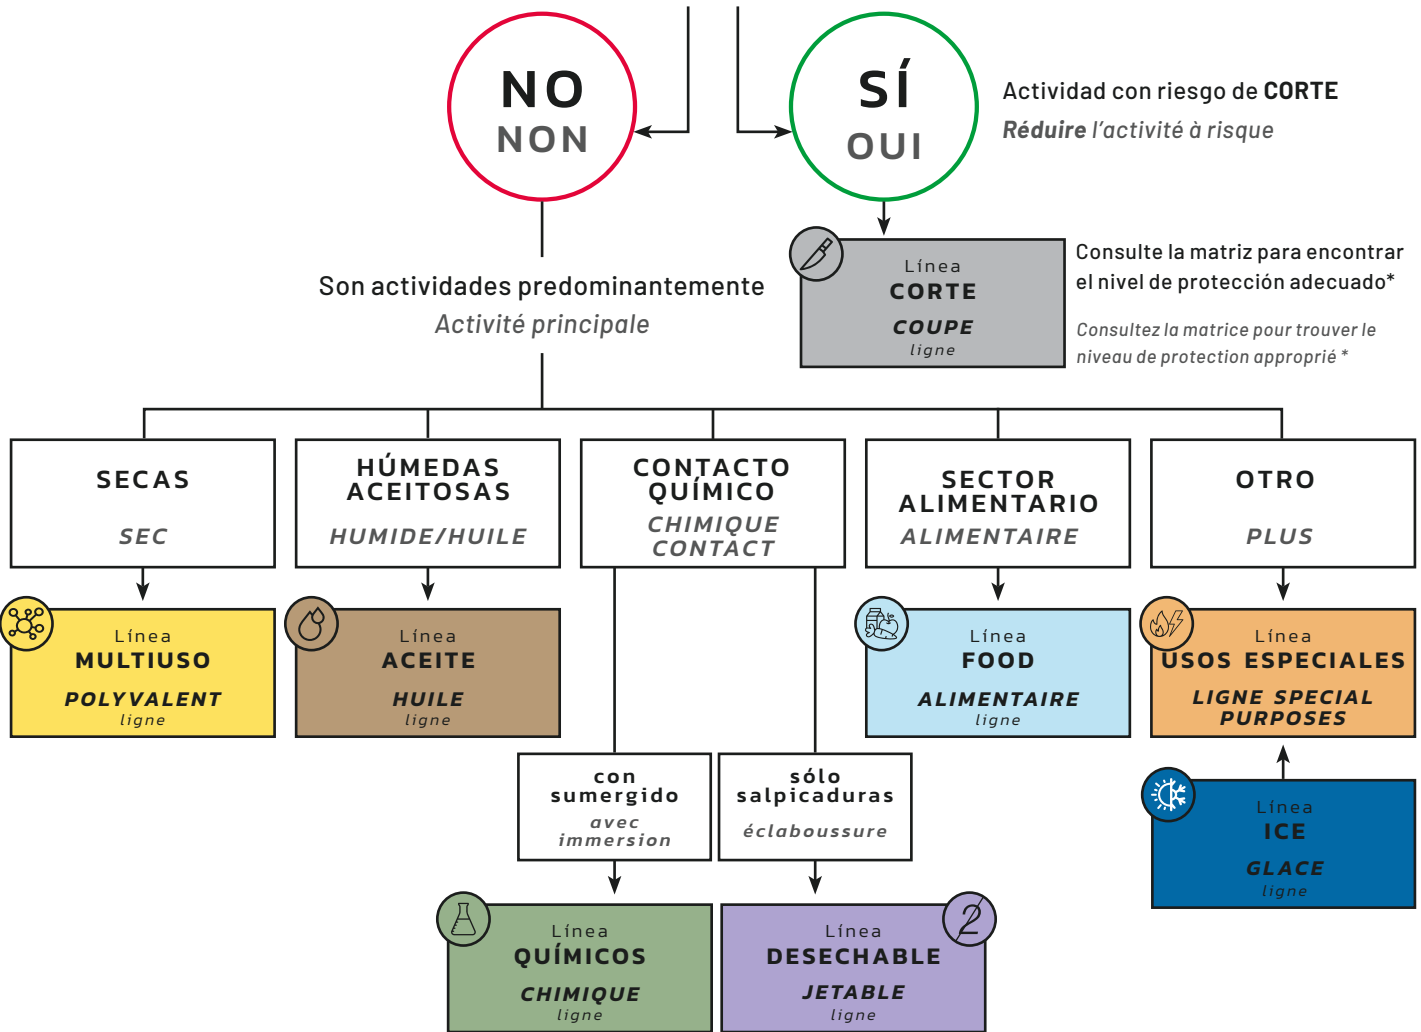 NO
NON
SÍ
OUI
Actividad con riesgo de CORTE
Réduire l'activité à risque
Línea
CORTE
COUPE
ligne
Consulte la matriz para encontrar
el nivel de protección adecuado*
Consultez la matrice pour trouver le
niveau de protection approprié *
Son actividades predominantemente
Activité principale
SECAS
SEC
HÚMEDAS
ACEITOSAS
HUMIDE/HUILE
CONTACTO
QUÍMICO
CHIMIQUE
CONTACT
SECTOR
ALIMENTARIO
ALIMENTAIRE
OTRO
PLUS
Línea
MULTIUSO
POLYVALENT
ligne
Línea
ACEITE
HUILE
ligne
Línea
FOOD
ALIMENTAIRE
ligne
Línea
USOS ESPECIALES
LIGNE SPECIAL
PURPOSES
con
sumergido
avec
immersion
sólo
salpicaduras
éclaboussure
Línea
ICE
GLACE
ligne
Línea
QUÍMICOS
CHIMIQUE
ligne
2
Línea
DESECHABLE
JETABLE
ligne